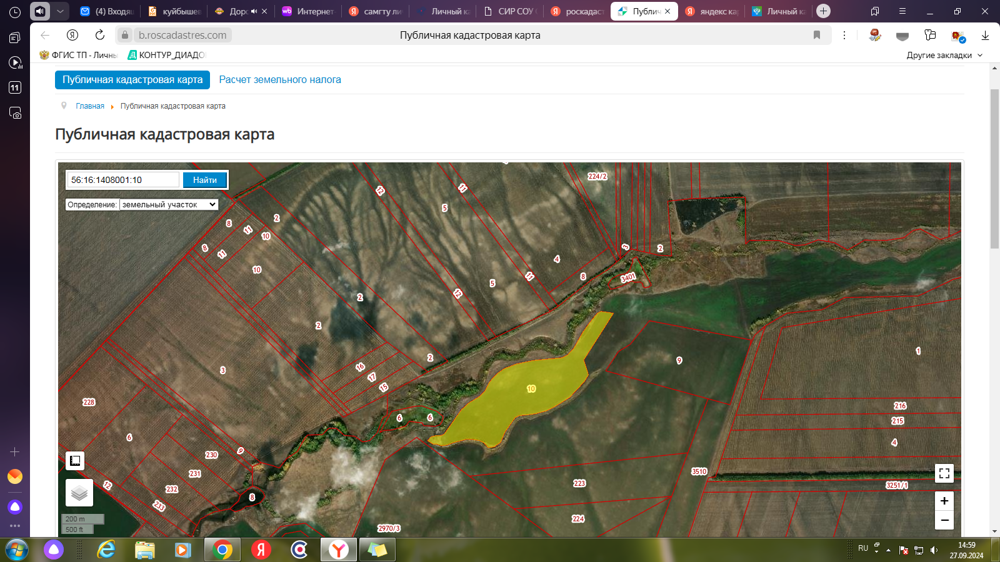 (4) Входящ
куйбышев
Доро
Интернет-
самгту ли
Личный ка
СИР СОУ
роскадаст
Публич
яндекс кар
Личный ка
b.roscadastres.com
Публичная кадастровая карта
ФГИС ТП - Личны
КОНТУР_ДИАДО
Другие закладки
11
Публичная кадастровая карта
Расчет земельного налога
Главная
Публичная кадастровая карта
Публичная кадастровая карта
56:16:1408001:10
Найти
Определение:
земельный участок
224/2
12
11
5
2
8
11
10
8
11
10
3
2
4
8
11
3401
5
12
2
2
1
2
16
17
15
9
3
10
228
6
6
216
215
6
4
9
230
231
232
233
12
8
3510
223
224
3251/1
2970/3
200 m
500 ft
+
−
RU
14:59
27.09.2024